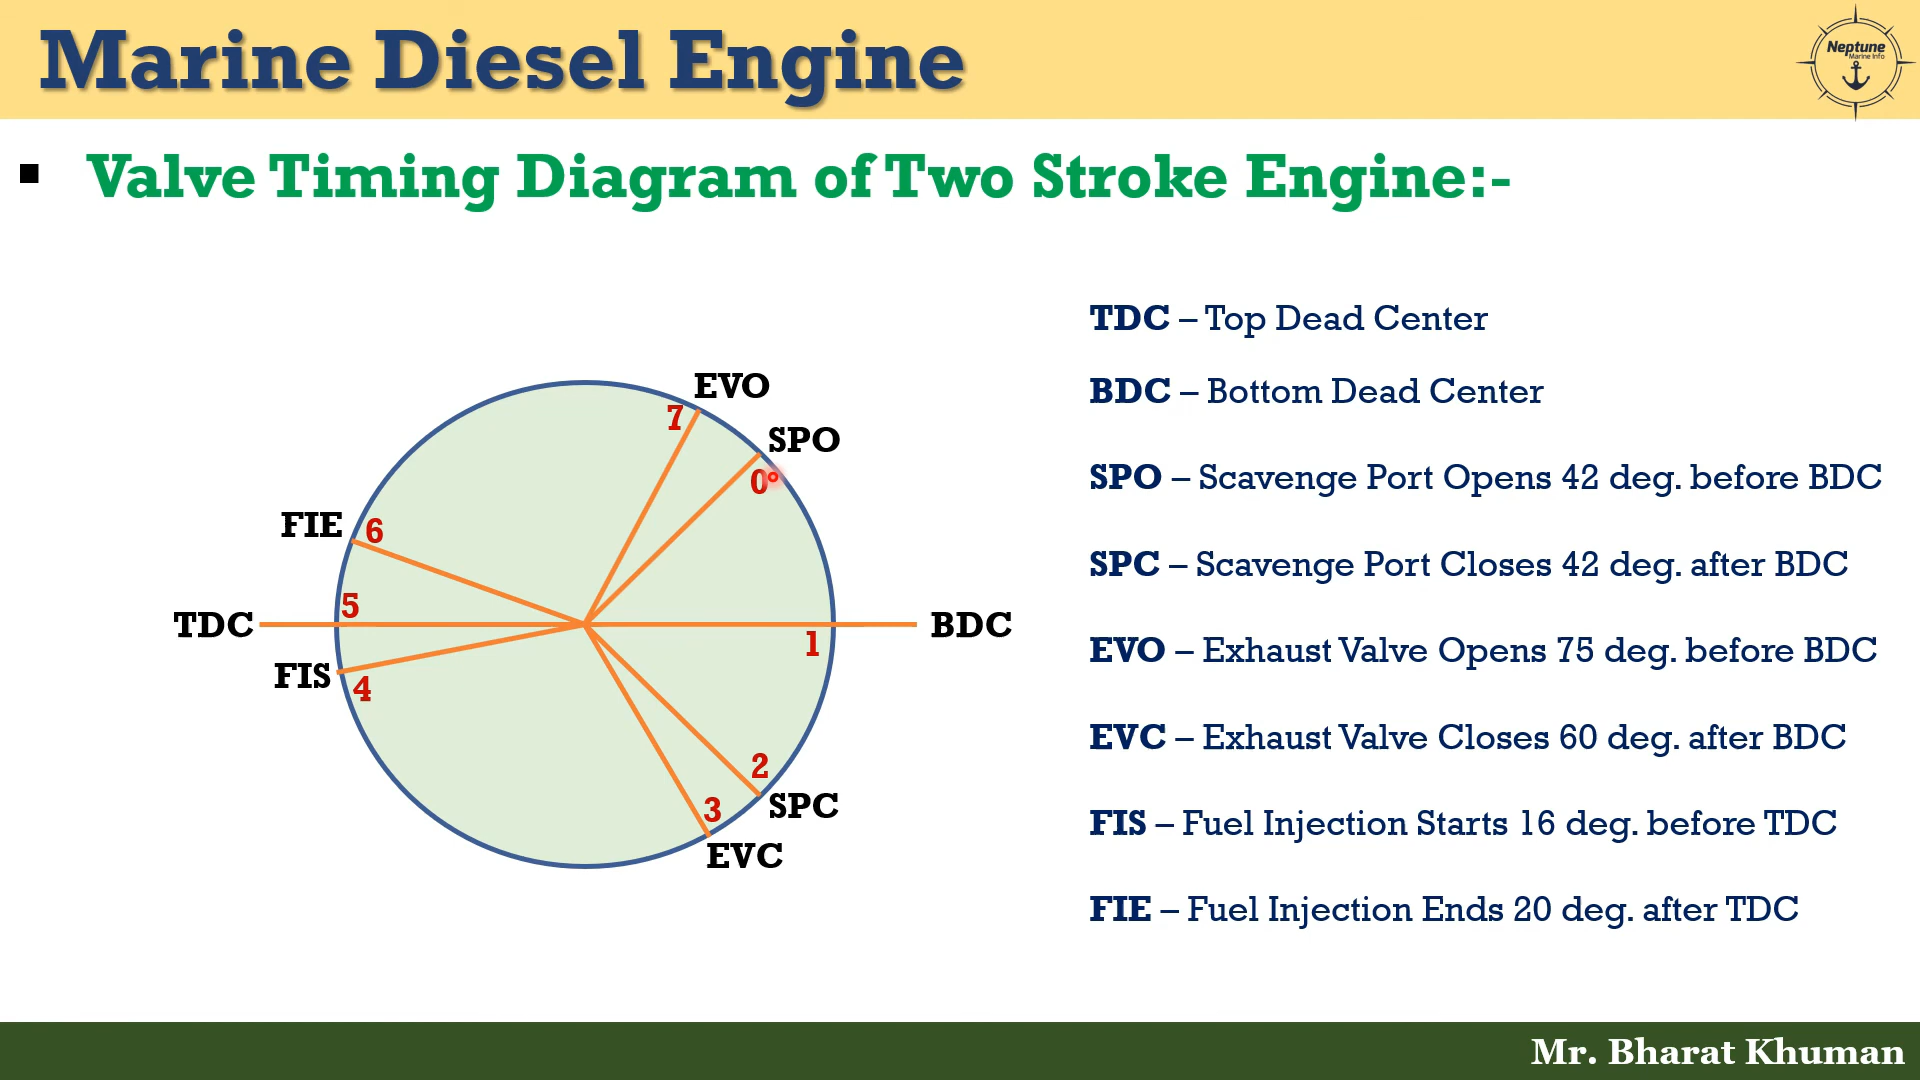 Marine Diesel Engine
Neptune
Marine Info
▪ Valve Timing Diagram of Two Stroke Engine:-
EVO
7
SPO
0°
FIE
6
5
TDC
BDC
1
FIS
4
2
SPC
3
EVC
TDC – Top Dead Center
BDC – Bottom Dead Center
SPO – Scavenge Port Opens 42 deg. before BDC
SPC – Scavenge Port Closes 42 deg. after BDC
EVO – Exhaust Valve Opens 75 deg. before BDC
EVC – Exhaust Valve Closes 60 deg. after BDC
FIS – Fuel Injection Starts 16 deg. before TDC
FIE – Fuel Injection Ends 20 deg. after TDC
Mr. Bharat Khuman